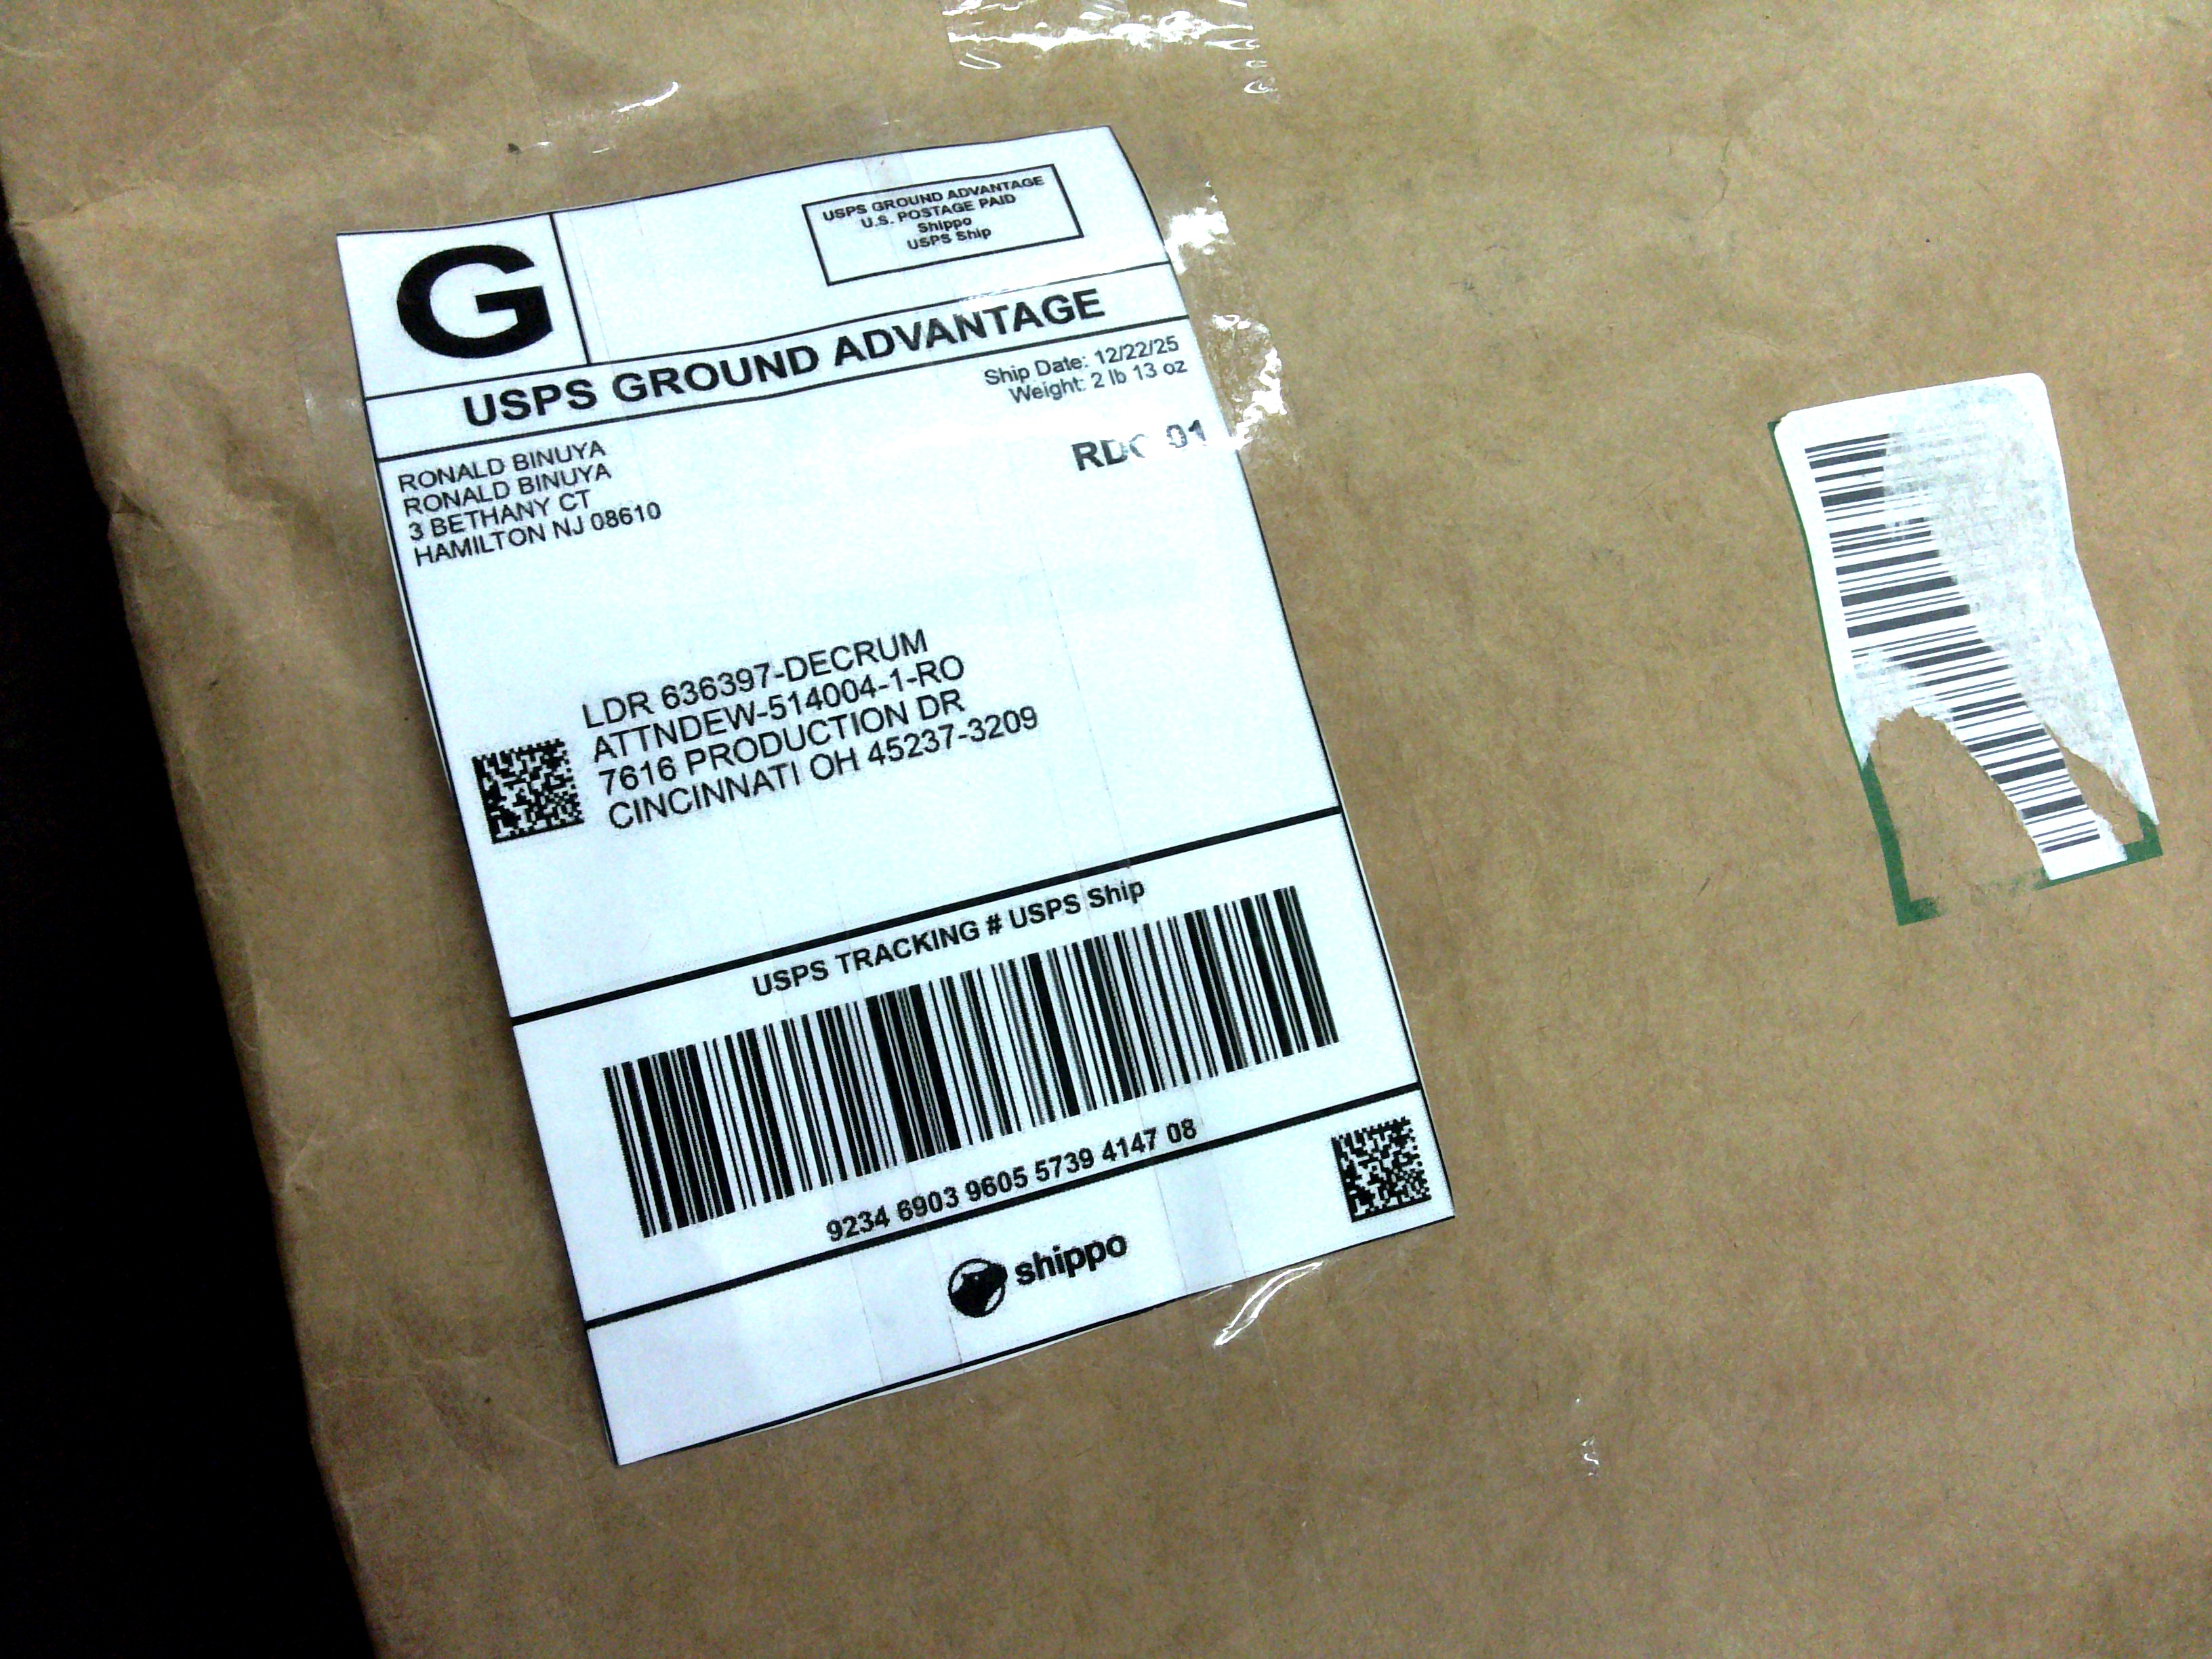 G
USPS GROUND ADVANTAGE
U.S. POSTAGE PAID
Shippo
USPS Ship
USPS GROUND ADVANTAGE
Ship Date: 12/22/25
Weight: 2 lb 13 oz
RONALD BINUYA
RONALD BINUYA
3 BETHANY CT
HAMILTON NJ 08610
01
LDR 636397-DECRUM
ATTNDEW-514004-1-RO
7616 PRODUCTION DR
CINCINNATI OH 45237-3209
USPS TRACKING # USPS Ship
9234 6903 9605 5739 4147 08
shippo